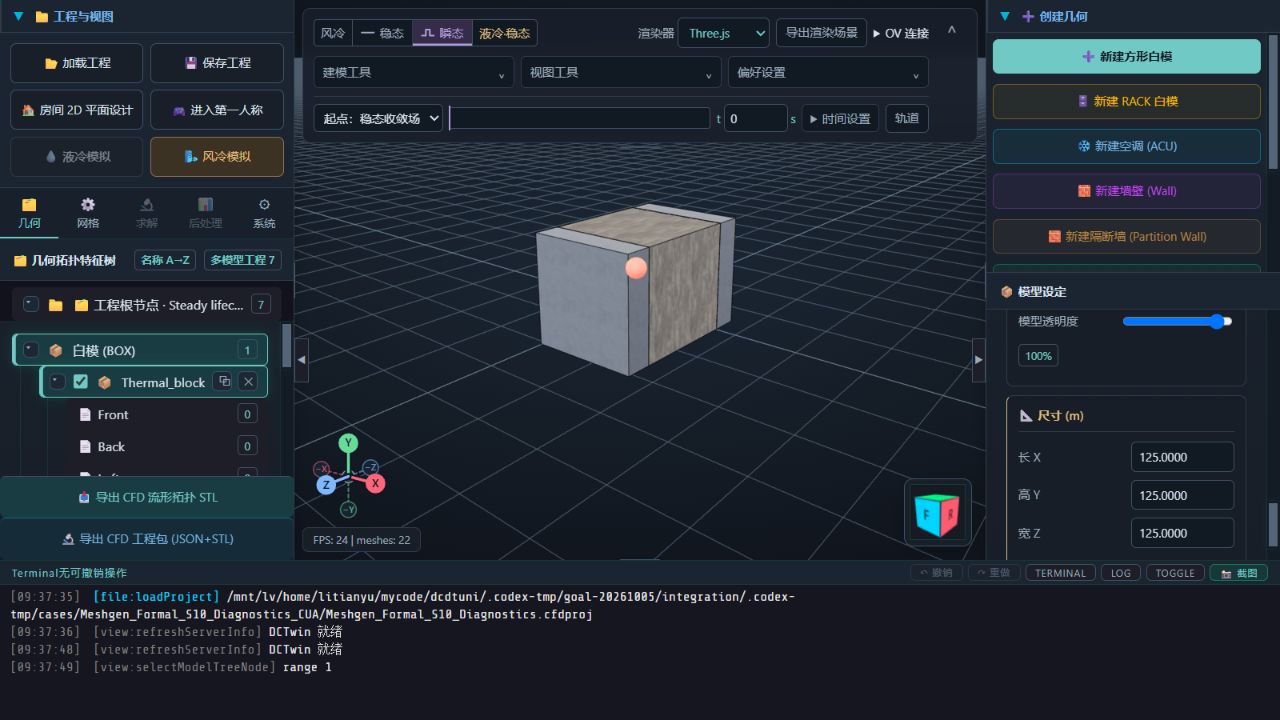 ▼ 📁 工程与视图
📂 加载工程
💾 保存工程
🏠 房间 2D 平面设计
🎮 进入第一人称
💧 液冷模拟
🌬️ 风冷模拟
几何
网格
求解
后处理
系统
几何拓扑特征树
名称 A→Z
多模型工程 7
工程根节点 · Steady lifec...
7
白模 (BOX)
1
Thermal_block
Front
0
Back
0
导出 CFD 流形拓扑 STL
导出 CFD 工程包 (JSON+STL)
风冷
稳态
瞬态
液冷·稳态
渲染器
Three.js
导出渲染场景
▶ OV 连接
^
建模工具
视图工具
偏好设置
起点：稳态收敛场
t
0
s
▶ 时间设置
轨道
Y
-X
-Z
Z
X
-Y
FPS: 24 | meshes: 22
F
R
▼ ➕ 创建几何
➕ 新建方形白模
新建 RACK 白模
❄ 新建空调 (ACU)
🧱 新建墙壁 (Wall)
🧱 新建隔断墙 (Partition Wall)
📦 模型设定
模型透明度
100%
📐 尺寸 (m)
长 X
125.0000
高 Y
125.0000
宽 Z
125.0000
Terminal无可撤销操作
↶ 撤销
↷ 重做
TERMINAL
LOG
TOGGLE
📷 截图
[09:37:35] [file:loadProject] /mnt/lv/home/litianyu/mycode/dcdtuni/.codex-tmp/goal-20261005/integration/.codex-
tmp/cases/Meshgen_Formal_S10_Diagnostics_CUA/Meshgen_Formal_S10_Diagnostics.cfdproj
[09:37:36] [view:refreshServerInfo] DCTwin 就绪
[09:37:48] [view:refreshServerInfo] DCTwin 就绪
[09:37:49] [view:selectModelTreeNode] range 1